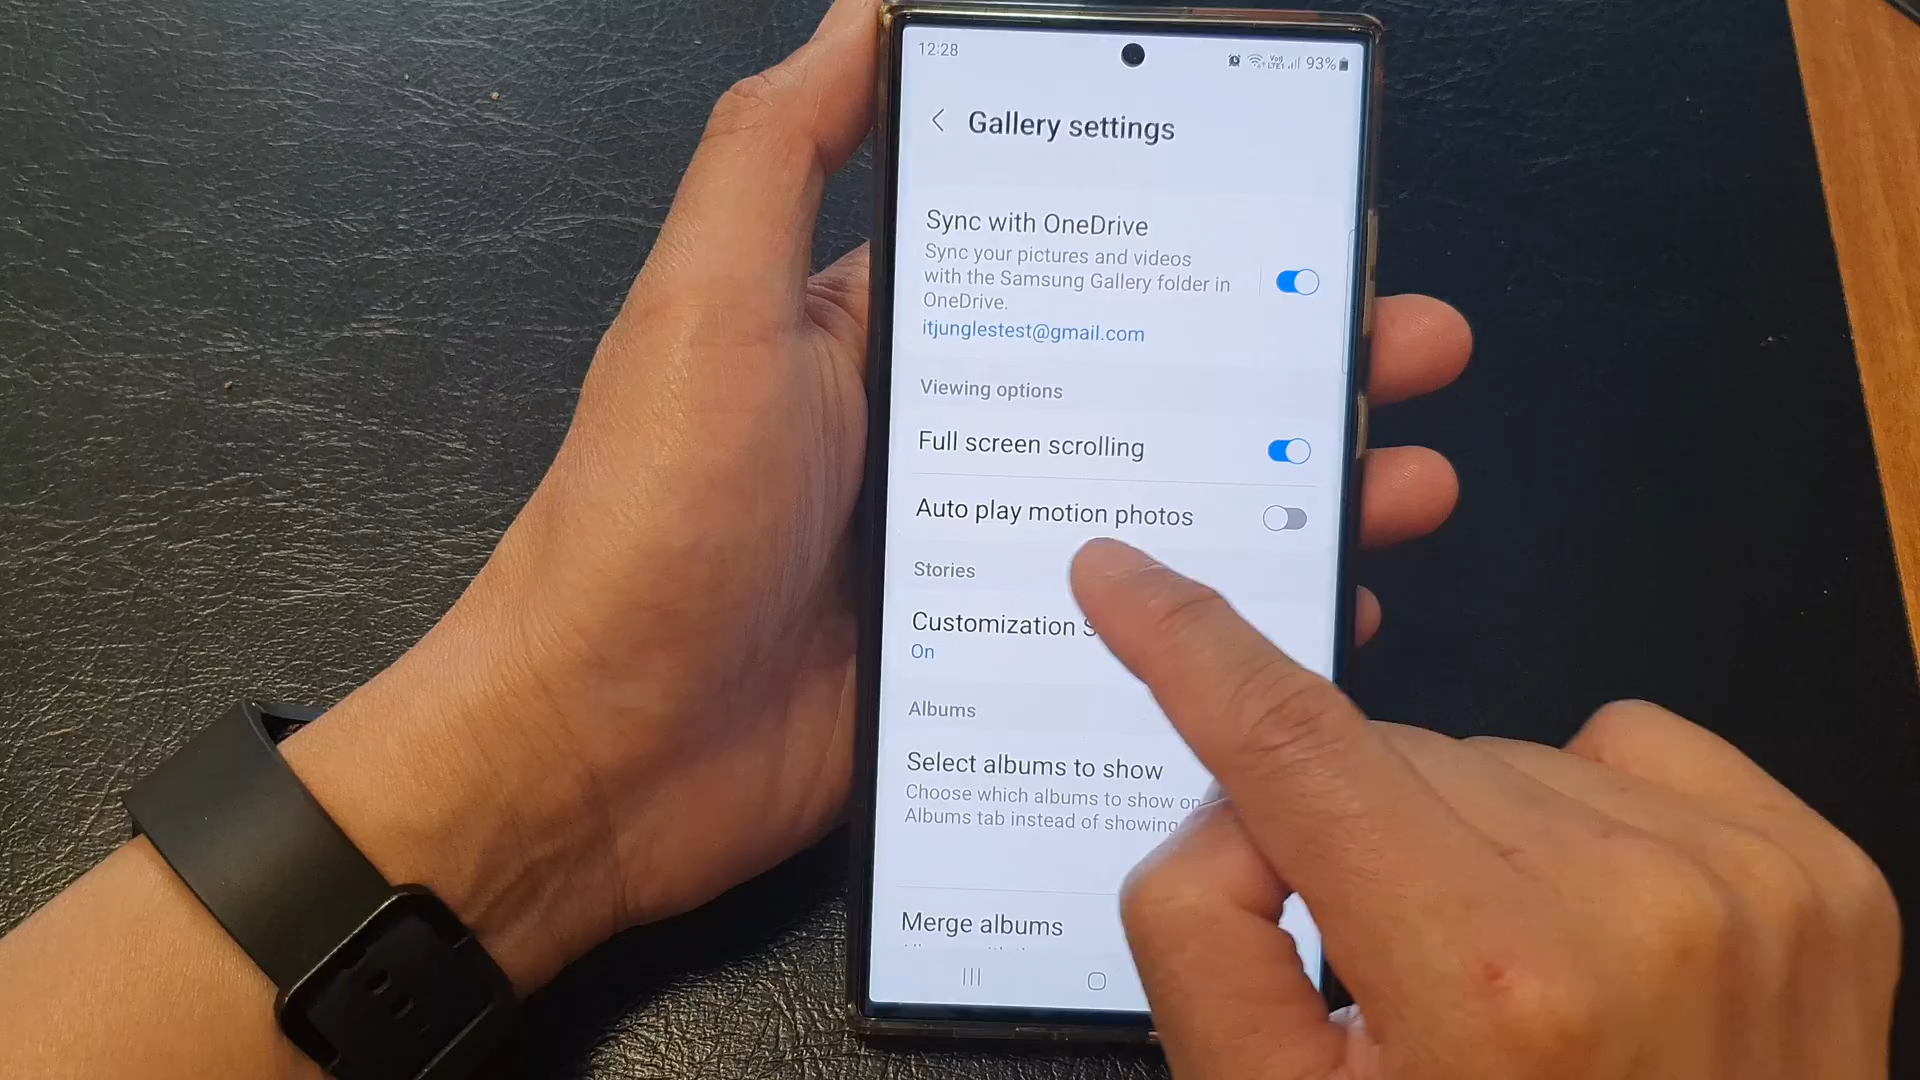 12:28
93%
Gallery settings
Sync with OneDrive
Sync your pictures and videos
with the Samsung Gallery folder in
OneDrive.
itjunglestest@gmail.com
Viewing options
Full screen scrolling
Auto play motion photos
Stories
Customization
On
Albums
Select albums to show
Choose which albums to show on
Albums tab instead of showing
Merge albums